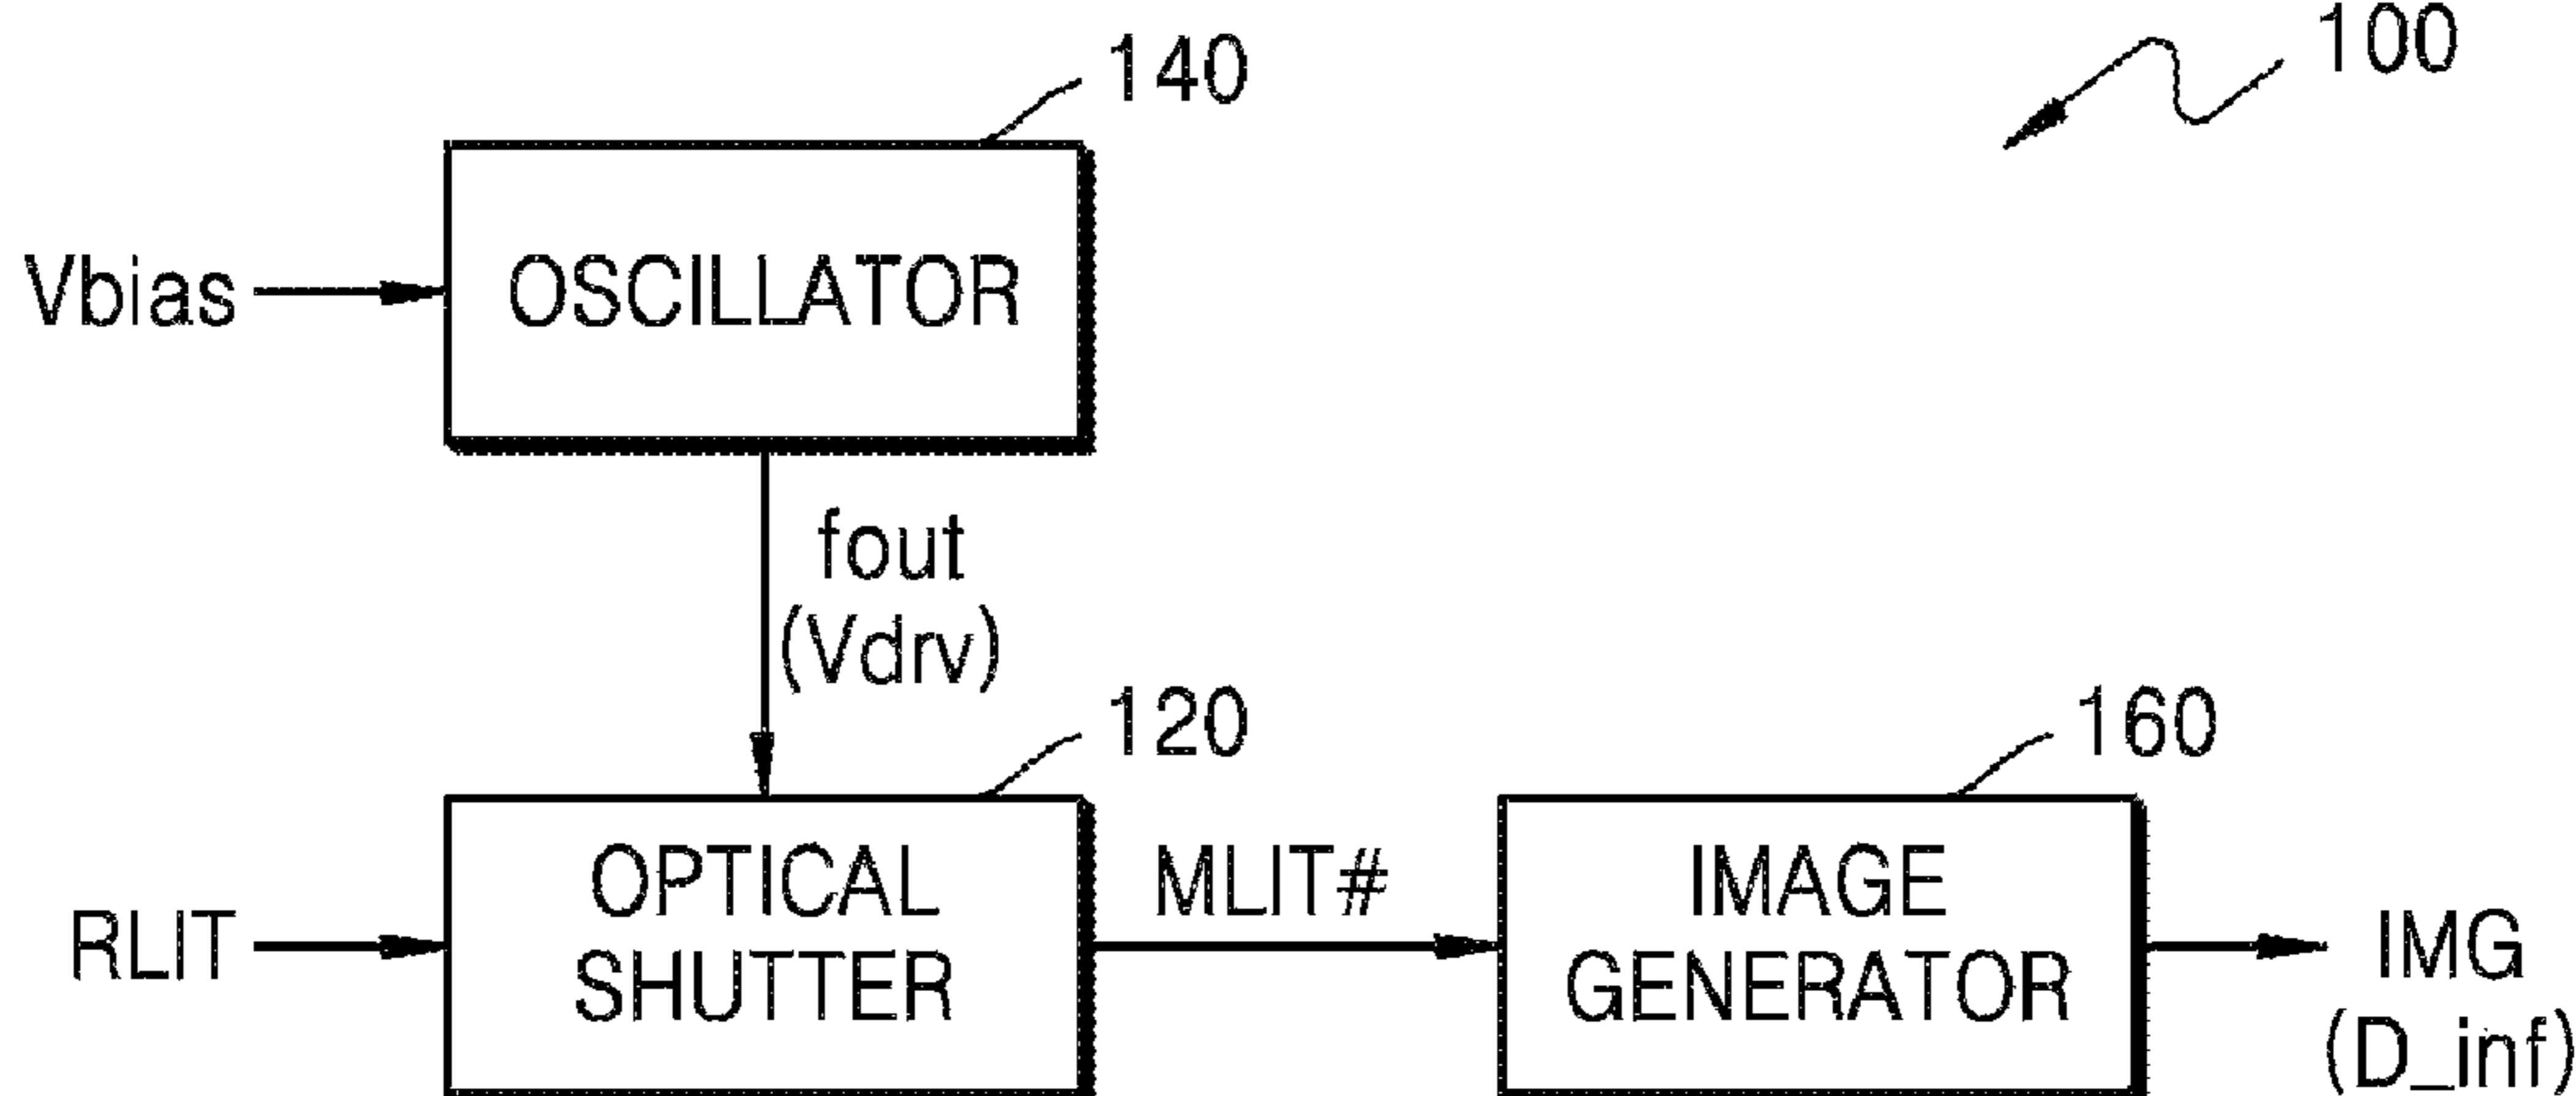 100
140
Vbias
OSCILLATOR
fout
(Vdrv)
120
160
RLIT
OPTICAL
SHUTTER
MLIT#
IMAGE
GENERATOR
IMG
(D_inf)